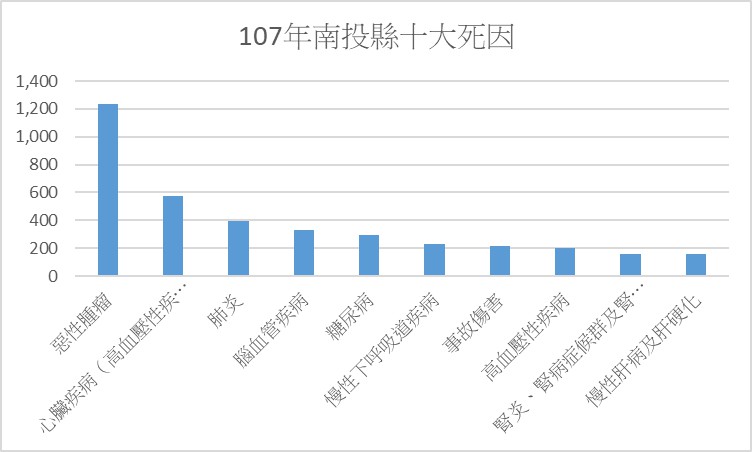 107年南投縣十大死因
1,400
1,200
1,000
800
600
400
200
0
惡性腫瘤
心臟疾病（高血壓性疾…
肺炎
腦血管疾病
糖尿病
慢性下呼吸道疾病
事故傷害
高血壓性疾病
腎炎、腎病症候群及腎…
慢性肝病及肝硬化